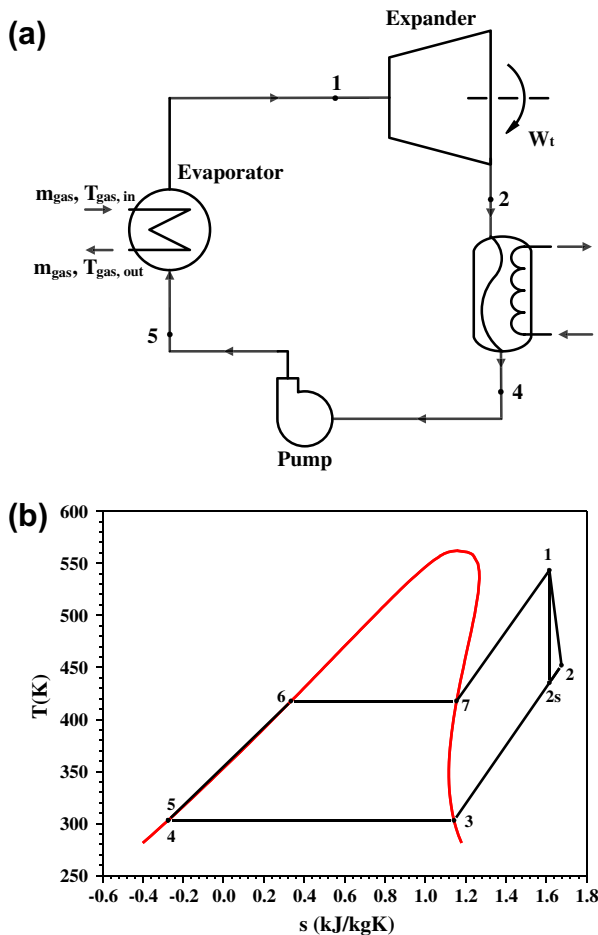 (a)
Expander
1
Wt
Evaporator
mgas, Tgas, in
2
mgas, Tgas, out
5
4
Pump
(b)
600
550
500
450
400
350
300
250
T(K)
1
2
2s
6
7
5
4
3
-0.6 -0.4 -0.2 0.0 0.2 0.4 0.6 0.8 1.0 1.2 1.4 1.6 1.8
s (kJ/kgK)